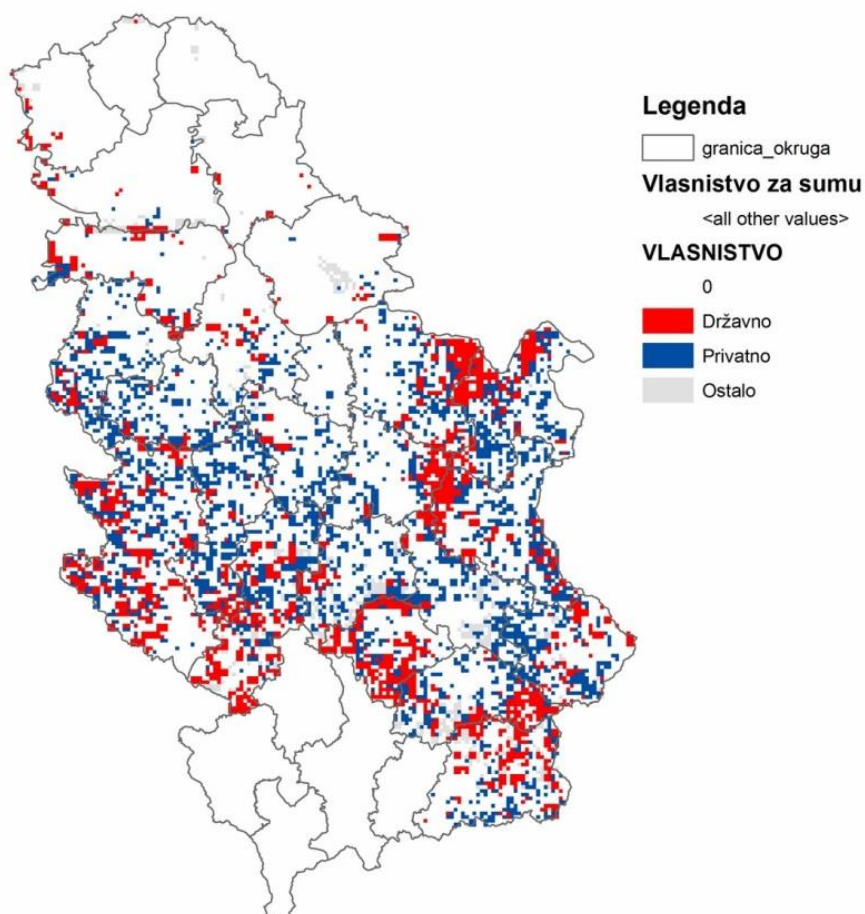 Legenda
granica_okruga
Vlasnistvo za sumu
<all other values>
VLASNISTVO
0
Državno
Privatno
Ostalo